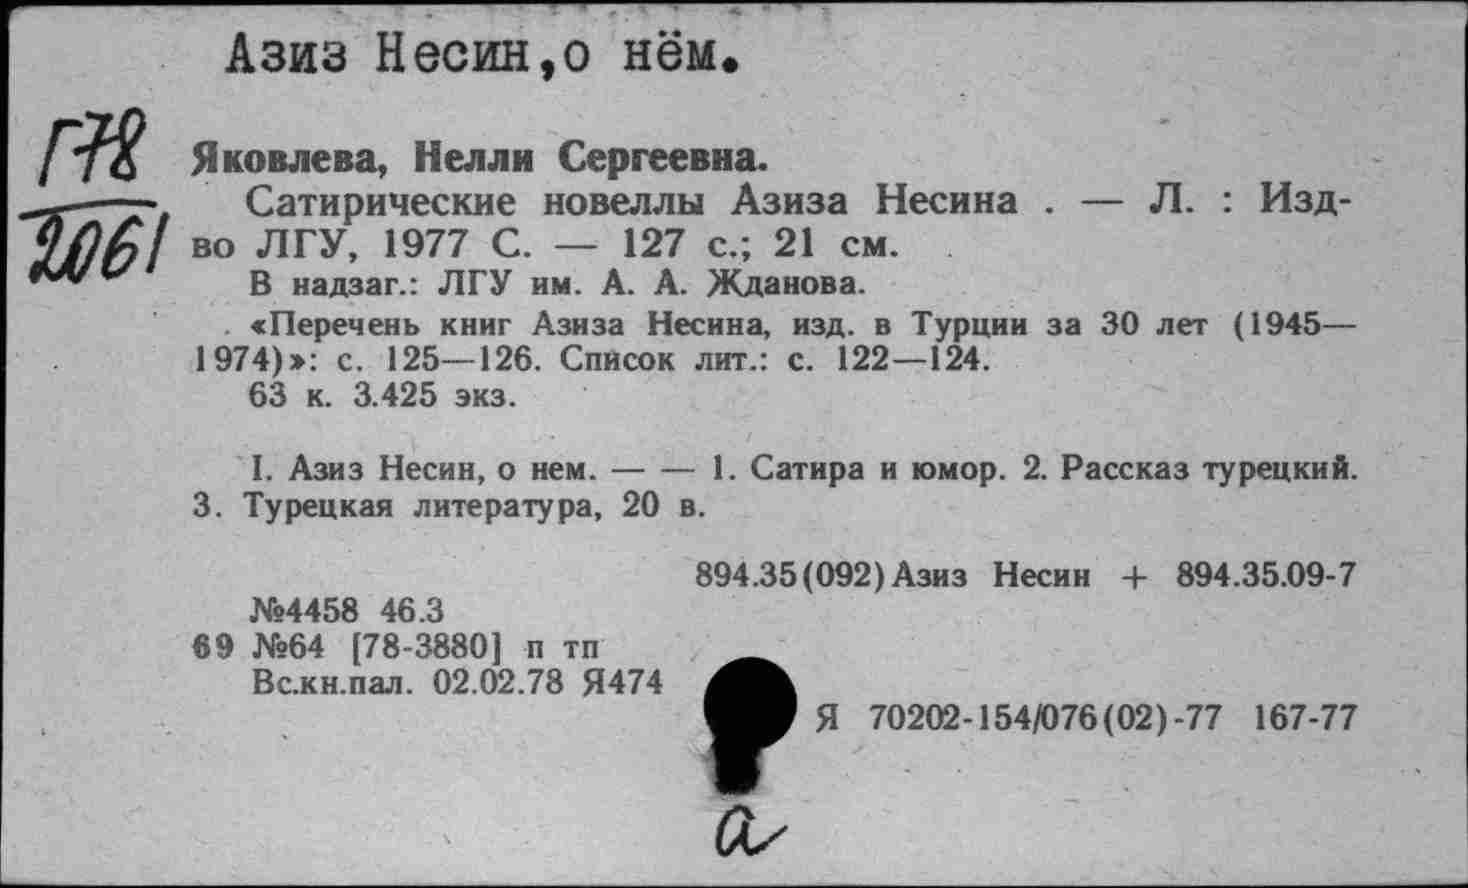 Азиз Несин,о нём.
Г78
2061
Яковлева, Нелли Сергеевна.
Сатирические новеллы Азиза Несина . — Л. : Изд-
во ЛГУ, 1977 С. — 127 с.; 21 см.
В надзаг.: ЛГУ им. А. А. Жданова.
«Перечень книг Азиза Несина, изд. в Турции за 30 лет (1945—
1974)»: с. 125—126. Список лит.: с. 122—124.
63 к. 3.425 экз.
I. Азиз Несин, о нем. — — 1. Сатира и юмор. 2. Рассказ турецкий.
3. Турецкая литература, 20 в.
894.35(092)Азиз Несин + 894.35.09-7
№4458 46.3
69 №64 [78-3880] п тп
Вс.кн.пал. 02.02.78 Я474
Я 70202-154/076(02)-77 167-77
а